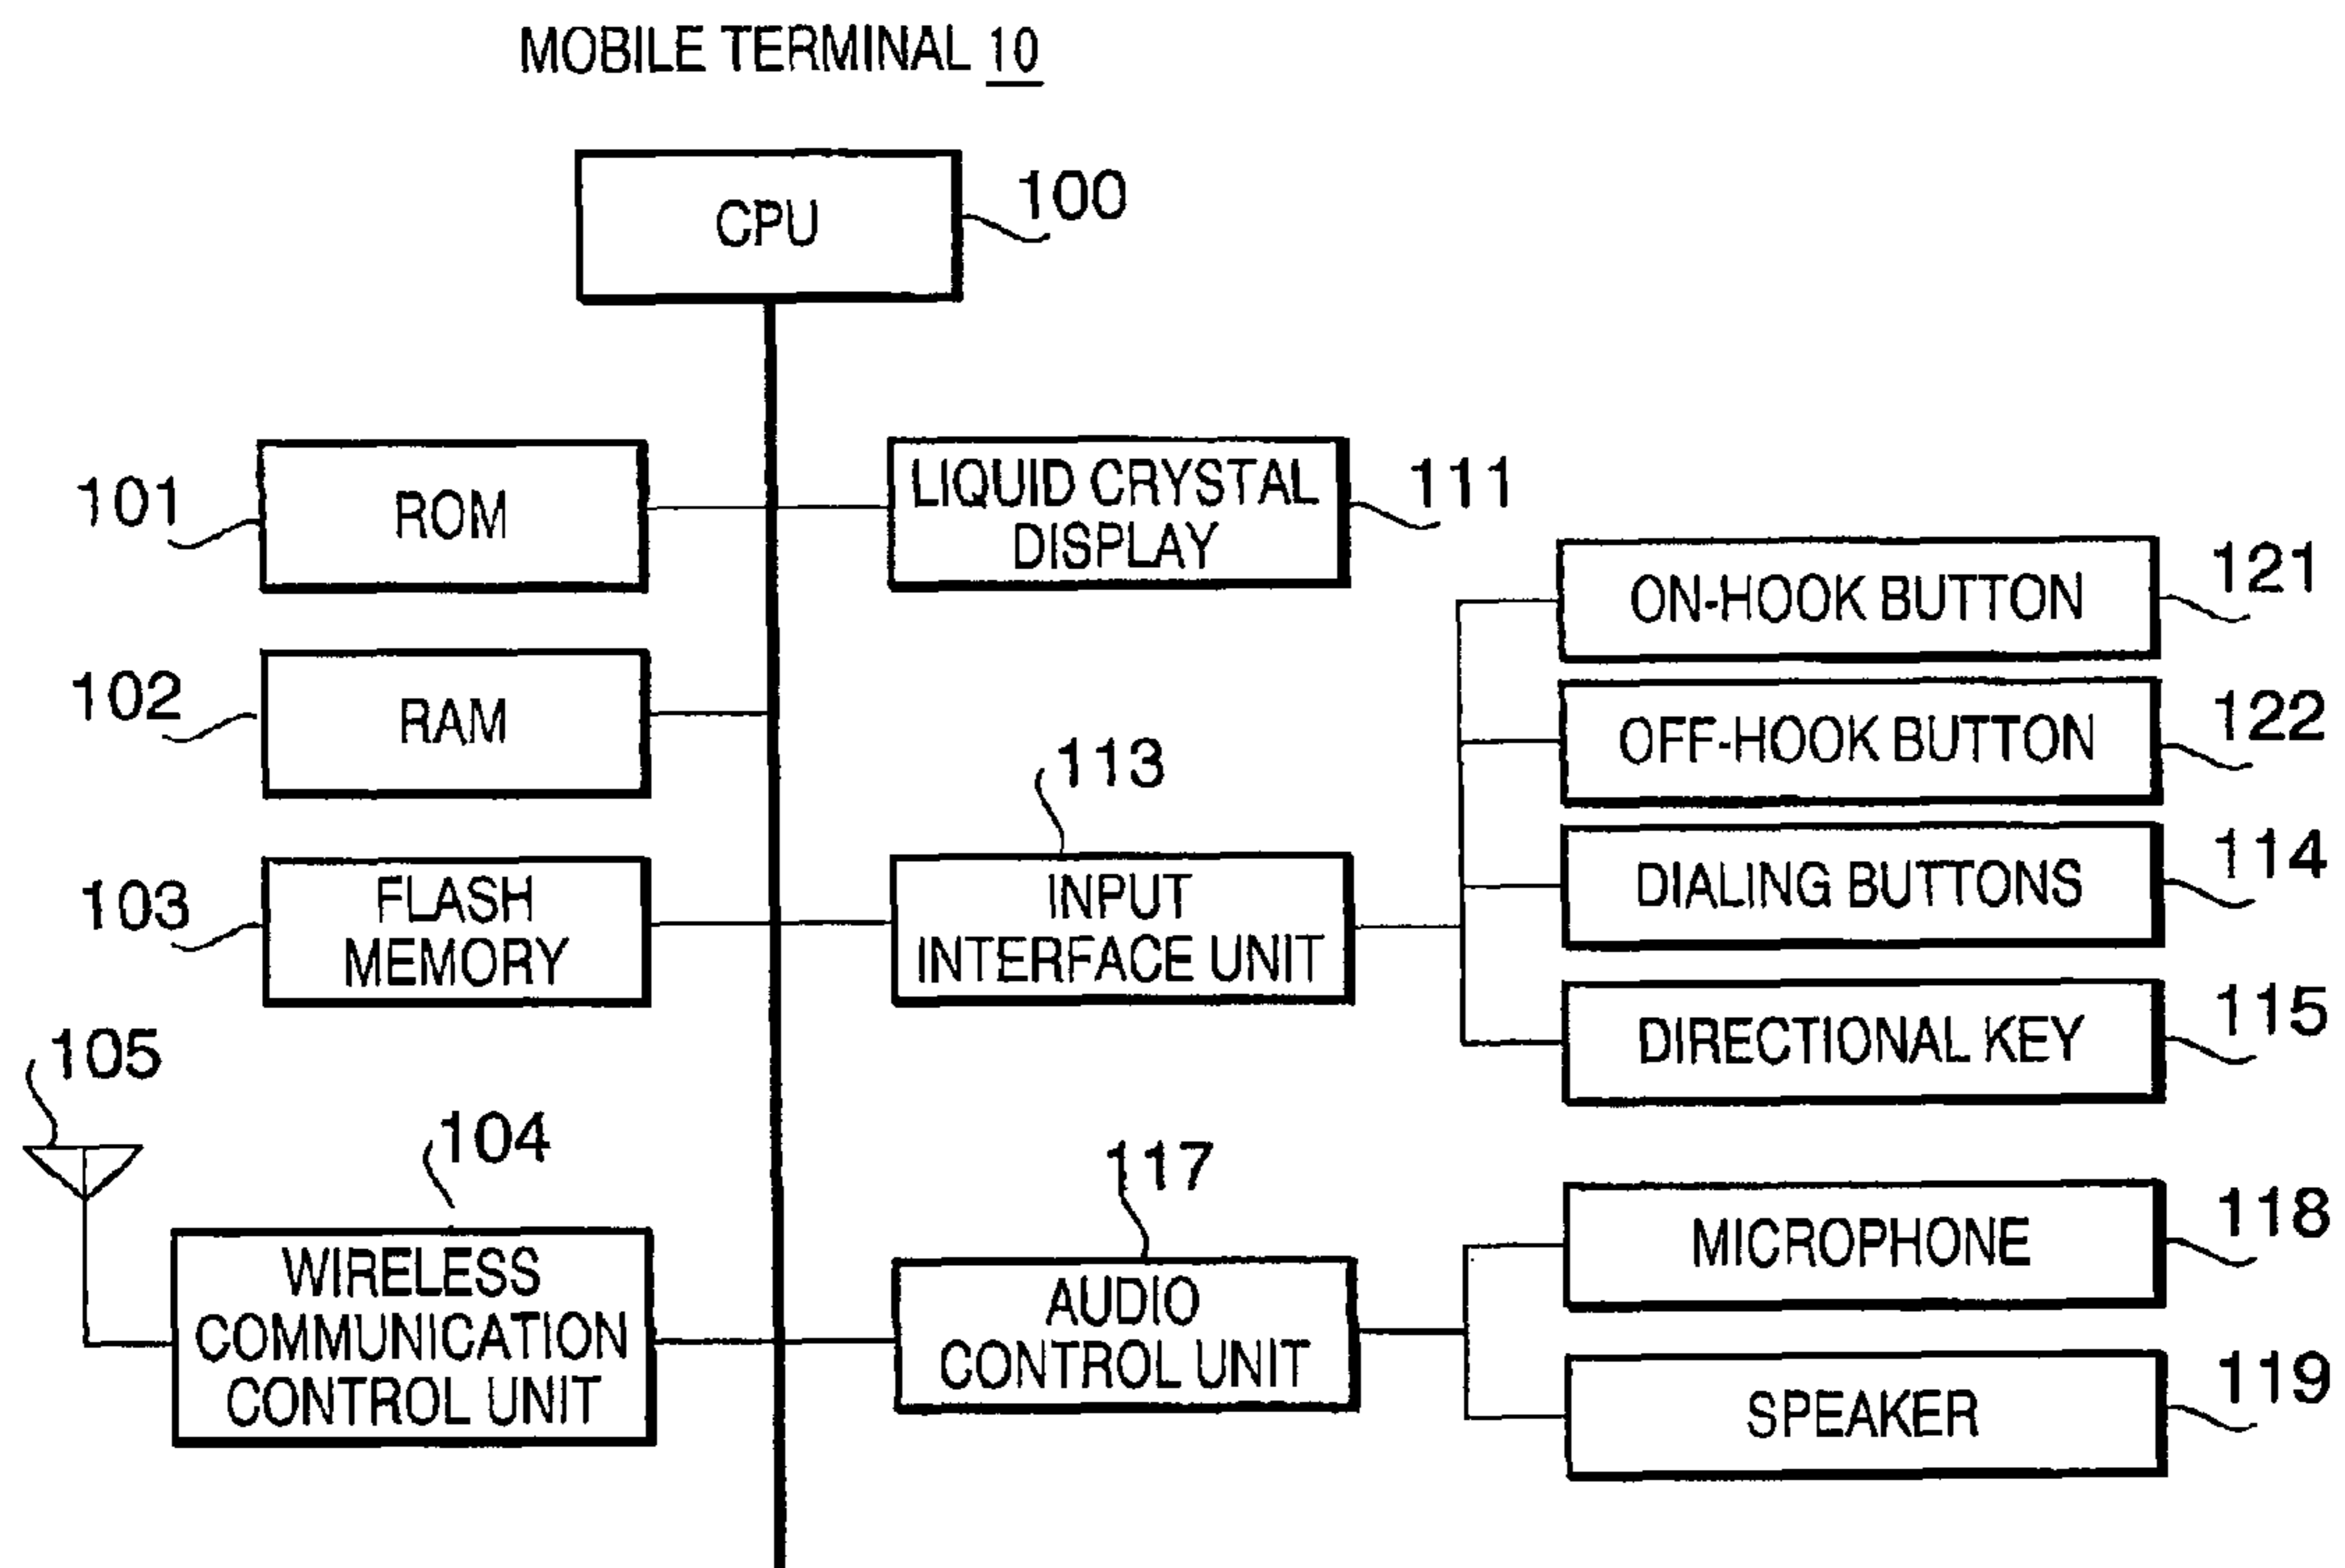 MOBILE TERMINAL 10
CPU
100
101
ROM
LIQUID CRYSTAL
DISPLAY
111
ON-HOOK BUTTON
121
102
RAM
OFF-HOOK BUTTON
122
113
103
FLASH
MEMORY
INPUT
INTERFACE UNIT
DIALING BUTTONS
114
DIRECTIONAL KEY
115
105
104
WIRELESS
COMMUNICATION
CONTROL UNIT
117
AUDIO
CONTROL UNIT
MICROPHONE
118
SPEAKER
119